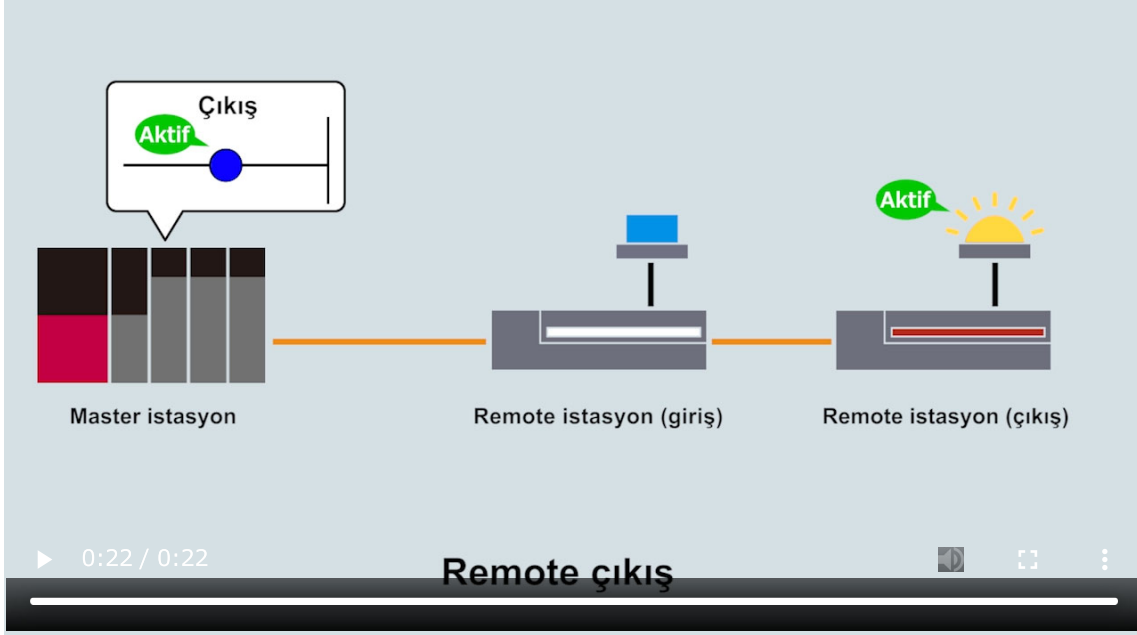 Çıkış
Aktif
Aktif
Master istasyon
Remote istasyon (giriş)
Remote istasyon (çıkış)
0:22 / 0:22
Remote çıkış